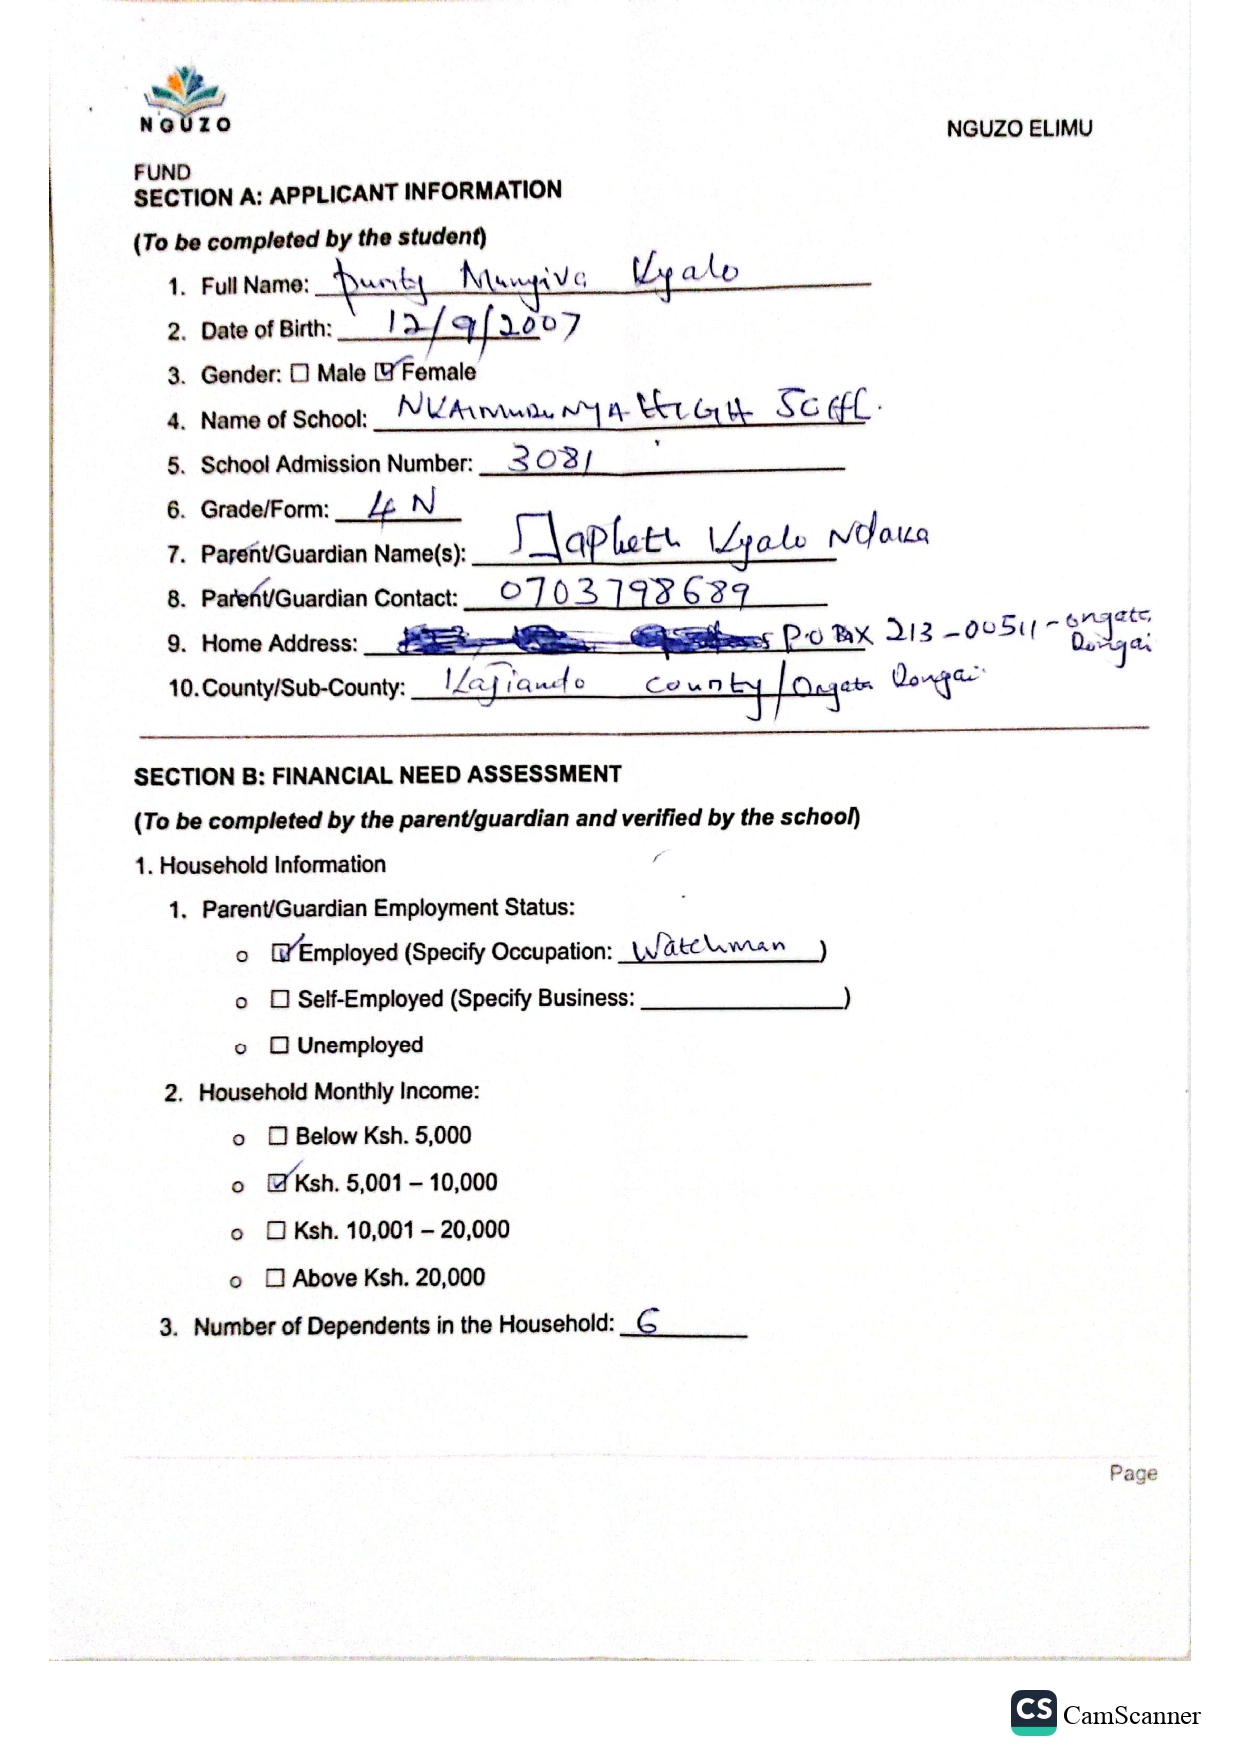 NGUZO
NGUZO ELIMU
FUND
SECTION A: APPLICANT INFORMATION
(To be completed by the student)
1. Full Name: Purity Munyiva Kyalo
2. Date of Birth: 12/9/2007
3. Gender: ☐ Male ☑ Female
4. Name of School: HIGH SCHL.
5. School Admission Number: 3081
6. Grade/Form: 4 N
7. Parent/Guardian Name(s): Japheth Kyalo Ndaka
8. Parent/Guardian Contact: 0703798689
9. Home Address: P.O Box 213-00511-Ongata Rongai
10. County/Sub-County: Kajiando County/Ongata Rongai
SECTION B: FINANCIAL NEED ASSESSMENT
(To be completed by the parent/guardian and verified by the school)
1. Household Information
1. Parent/Guardian Employment Status:
o ☑ Employed (Specify Occupation: Watchman )
o ☐ Self-Employed (Specify Business: )
o ☐ Unemployed
2. Household Monthly Income:
o ☐ Below Ksh. 5,000
o ☑ Ksh. 5,001 – 10,000
o ☐ Ksh. 10,001 – 20,000
o ☐ Above Ksh. 20,000
3. Number of Dependents in the Household: 6
Page
CS CamScanner